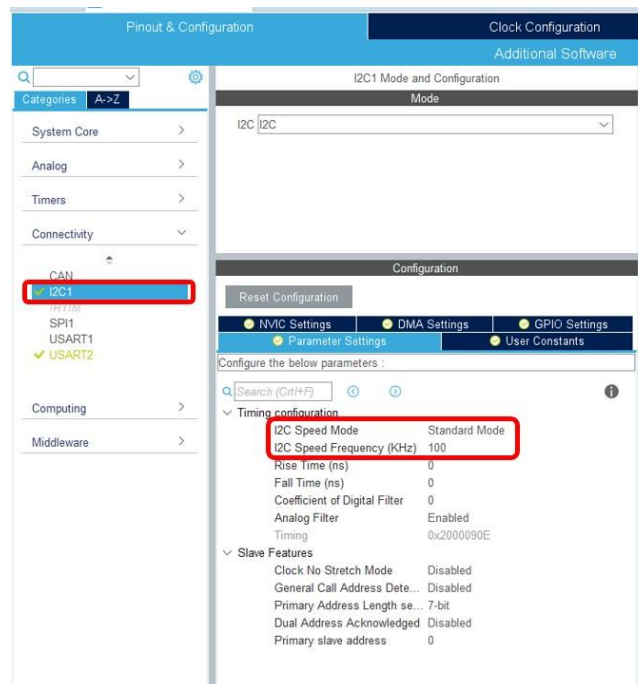 Pinout & Configuration
Clock Configuration
Additional Software
Categories
A->Z
System Core
Analog
Timers
Connectivity
CAN
I2C1
IRTIM
SPI1
USART1
USART2
Computing
Middleware
I2C1 Mode and Configuration
Mode
I2C I2C
Configuration
Reset Configuration
NVIC Settings
DMA Settings
GPIO Settings
Parameter Settings
User Constants
Configure the below parameters :
Search (Crtl+F)
Timing configuration
I2C Speed Mode Standard Mode
I2C Speed Frequency (KHz) 100
Rise Time (ns) 0
Fall Time (ns) 0
Coefficient of Digital Filter 0
Analog Filter Enabled
Timing 0x2000090E
Slave Features
Clock No Stretch Mode Disabled
General Call Address Dete... Disabled
Primary Address Length se... 7-bit
Dual Address Acknowledged Disabled
Primary slave address 0